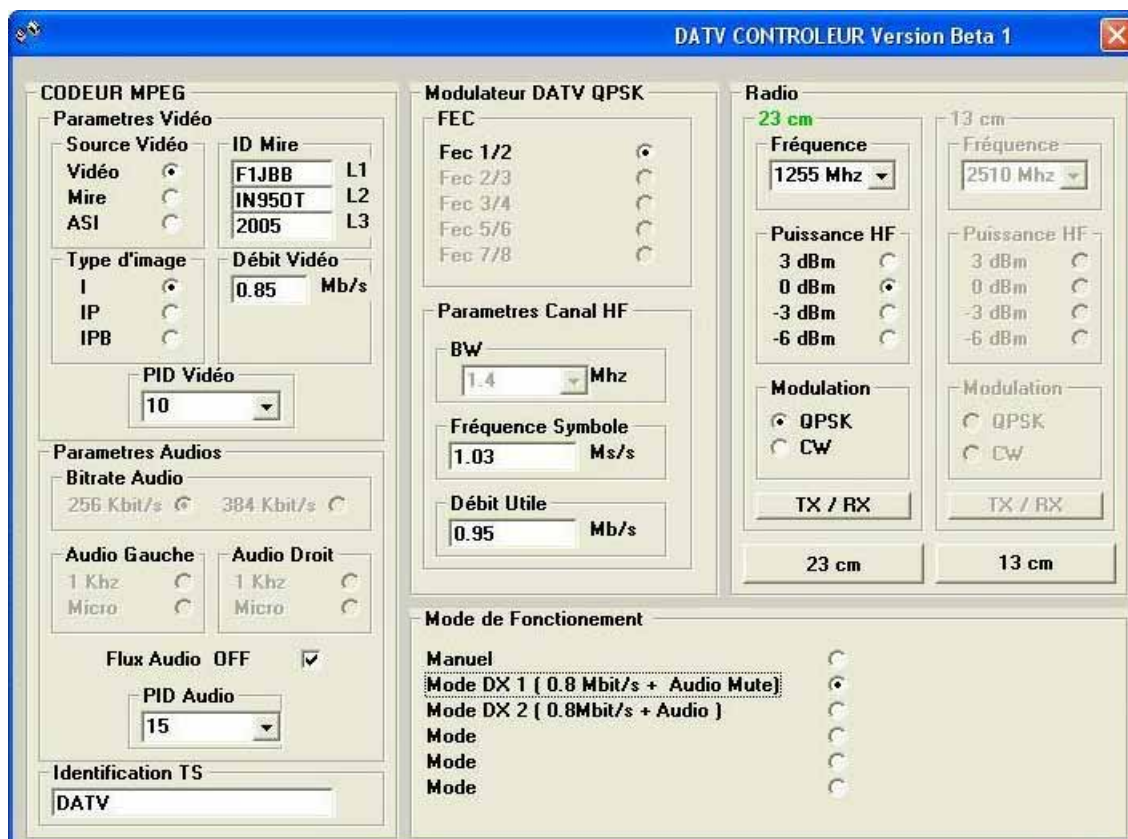 DATV CONTROLEUR Version Beta 1
CODEUR MPEG
Parametres Vidéo
Source Vidéo
Vidéo
Mire
ASI
ID Mire
F1JBB L1
IN95OT L2
2005 L3
Type d'image
I
IP
IPB
Débit Vidéo
0.85 Mb/s
PID Vidéo
10
Parametres Audios
Bitrate Audio
256 Kbit/s 384 Kbit/s
Audio Gauche
1 Khz
Micro
Audio Droit
1 Khz
Micro
Flux Audio OFF
PID Audio
15
Identification TS
DATV
Modulateur DATV QPSK
FEC
Fec 1/2
Fec 2/3
Fec 3/4
Fec 5/6
Fec 7/8
Parametres Canal HF
BW
1.4 Mhz
Fréquence Symbole
1.03 Ms/s
Débit Utile
0.95 Mb/s
Radio
23 cm
Fréquence
1255 Mhz
Puissance HF
3 dBm
0 dBm
-3 dBm
-6 dBm
Modulation
QPSK
CW
TX / RX
23 cm
13 cm
Fréquence
2510 Mhz
Puissance HF
3 dBm
0 dBm
-3 dBm
-6 dBm
Modulation
QPSK
CW
TX / RX
13 cm
Mode de Fonctionement
Manuel
Mode DX 1 ( 0.8 Mbit/s + Audio Mute)
Mode DX 2 ( 0.8Mbit/s + Audio )
Mode
Mode
Mode